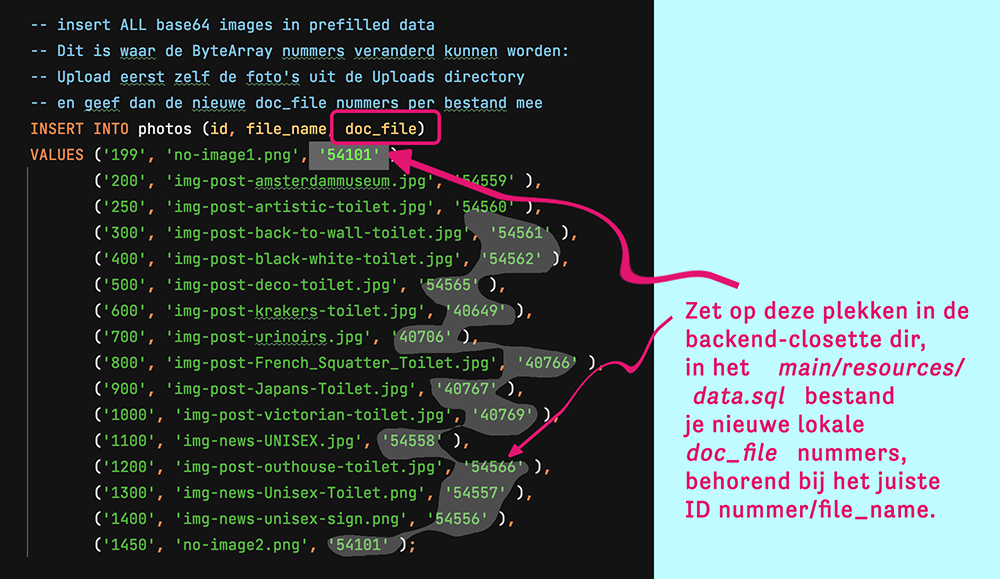 -- insert ALL base64 images in prefilled data
-- Dit is waar de ByteArray nummers veranderd kunnen worden:
-- Upload eerst zelf de foto's uit de Uploads directory
-- en geef dan de nieuwe doc_file nummers per bestand mee
INSERT INTO photos (id, file_name, doc_file)
VALUES ('199', 'no-image1.png', '54101' ),
('200', 'img-post-amsterdammuseum.jpg', '54559' ),
('250', 'img-post-artistic-toilet.jpg', '54560' ),
('300', 'img-post-back-to-wall-toilet.jpg', '54561' ),
('400', 'img-post-black-white-toilet.jpg', '54562' ),
('500', 'img-post-deco-toilet.jpg', '54565' ),
('600', 'img-post-krakers-toilet.jpg', '40649' ),
('700', 'img-post-urinoirs.jpg', '40706' ),
('800', 'img-post-French_Squatter_Toilet.jpg', '40766' ),
('900', 'img-post-Japans-Toilet.jpg', '40767' ),
('1000', 'img-post-victorian-toilet.jpg', '40769' ),
('1100', 'img-news-UNISEX.jpg', '54558' ),
('1200', 'img-post-outhouse-toilet.jpg', '54566' ),
('1300', 'img-news-Unisex-Toilet.png', '54557' ),
('1400', 'img-news-unisex-sign.png', '54556' ),
('1450', 'no-image2.png', '54101' );
Zet op deze plekken in de
backend-closette dir,
in het main/resources/
data.sql bestand
je nieuwe lokale
doc_file nummers,
behorend bij het juiste
ID nummer/file_name.